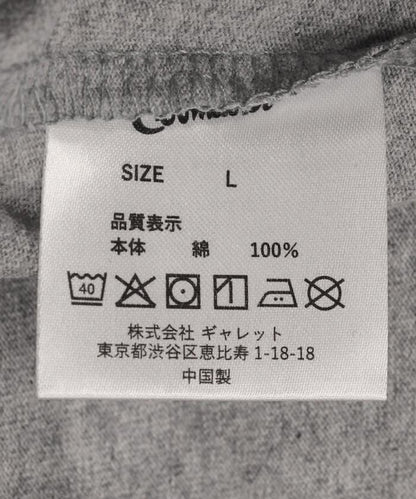 SIZE L
品質表示
本体 綿 100%
40
株式会社 ギャレット
東京都渋谷区恵比寿 1-18-18
中国製